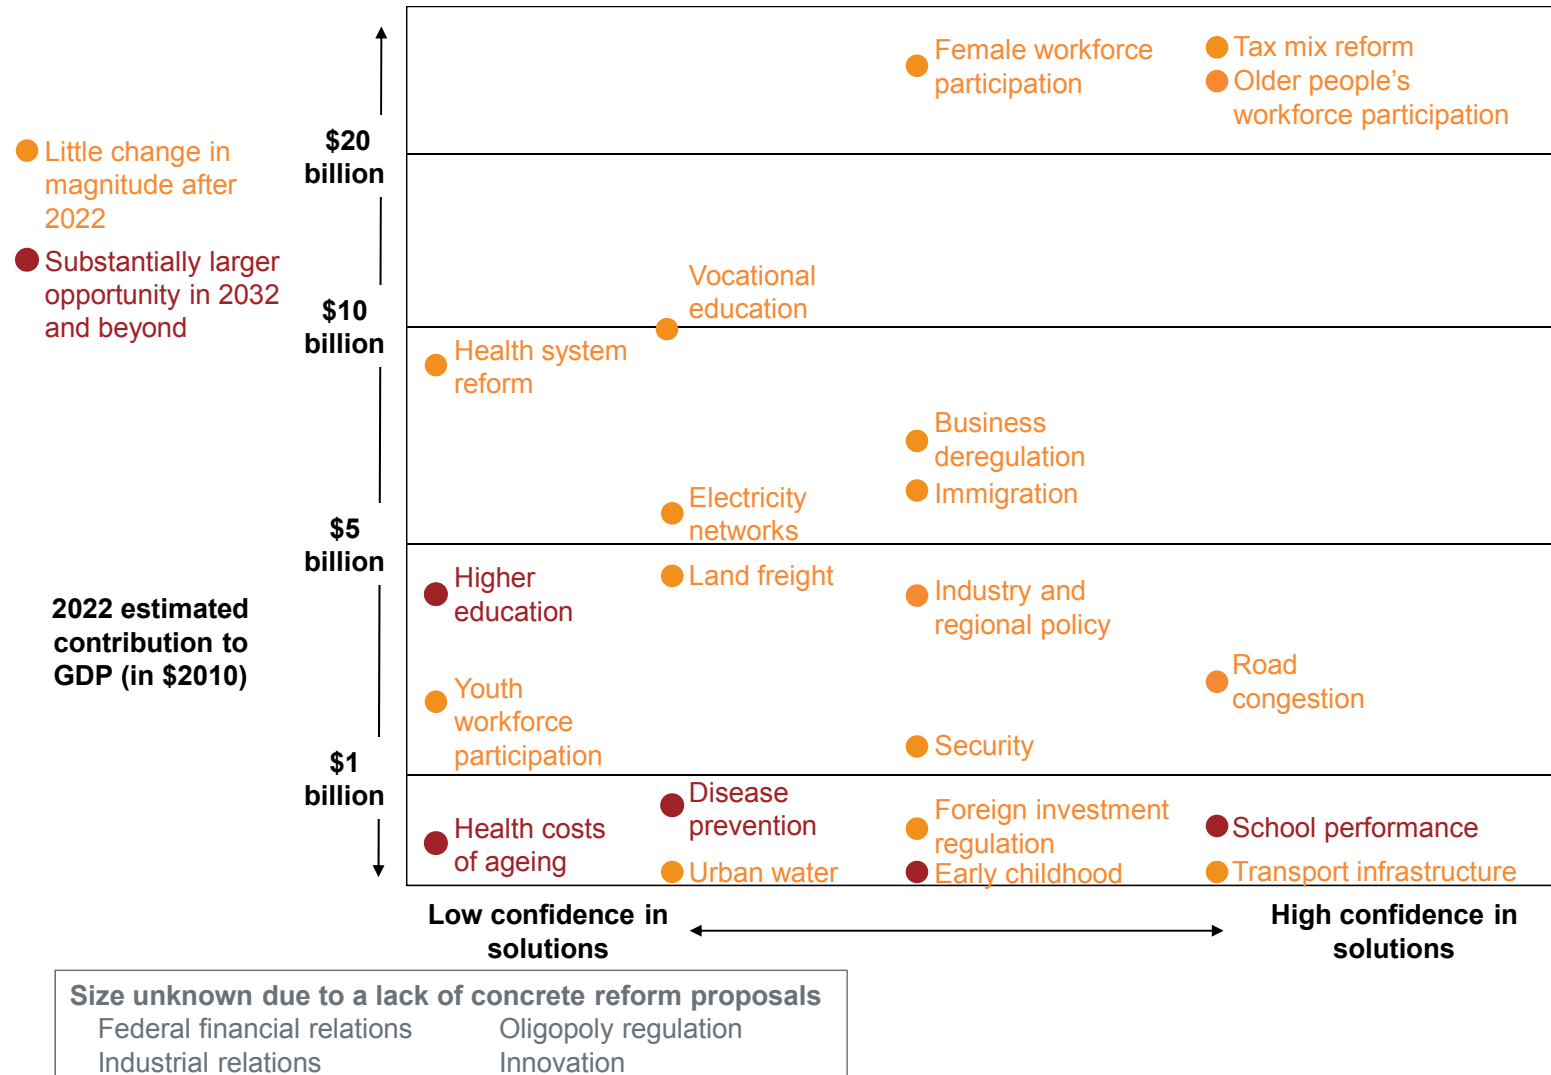 Female workforce
participation
Tax mix reform
Older people's
workforce participation
Little change in
magnitude after
2022
Substantially larger
opportunity in 2032
and beyond
$20
billion
Vocational
education
$10
billion
Health system
reform
Business
deregulation
Immigration
Electricity
networks
$5
billion
Higher
education
Land freight
Industry and
regional policy
2022 estimated
contribution to
GDP (in $2010)
Road
congestion
Youth
workforce
participation
Security
$1
billion
Disease
prevention
Foreign investment
regulation
School performance
Health costs
of ageing
Urban water
Early childhood
Transport infrastructure
Low confidence in
solutions
High confidence in
solutions
Size unknown due to a lack of concrete reform proposals
Federal financial relations
Oligopoly regulation
Industrial relations
Innovation